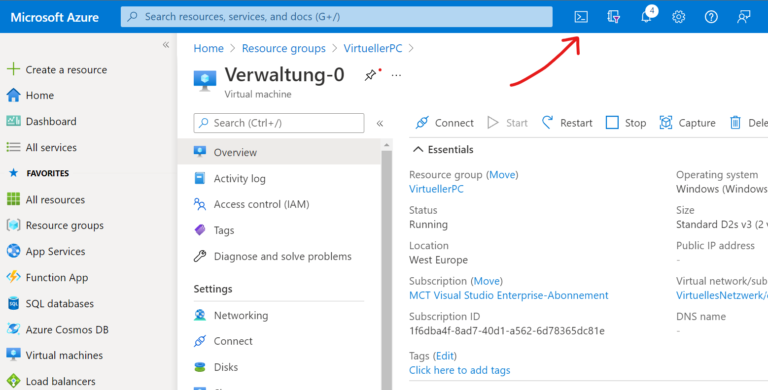 Microsoft Azure
Search resources, services, and docs (G+/)
4
Home > Resource groups > VirtuellerPC >
Verwaltung-0
Virtual machine
Create a resource
Home
Dashboard
All services
FAVORITES
All resources
Resource groups
App Services
Function App
SQL databases
Azure Cosmos DB
Virtual machines
Load balancers
Search (Ctrl+/)
Overview
Activity log
Access control (IAM)
Tags
Diagnose and solve problems
Settings
Networking
Connect
Disks
Connect Start Restart Stop Capture Dele
Essentials
Resource group (Move)
VirtuellerPC
Status
Running
Location
West Europe
Subscription (Move)
MCT Visual Studio Enterprise-Abonnement
Subscription ID
1f6dba4f-8ad7-40d1-a562-6d78365dc81e
Tags (Edit)
Click here to add tags
Operating system
Windows (Windows
Size
Standard D2s v3 (2 v
Public IP address
-
Virtual network/sub
VirtuellesNetzwerk/
DNS name
-